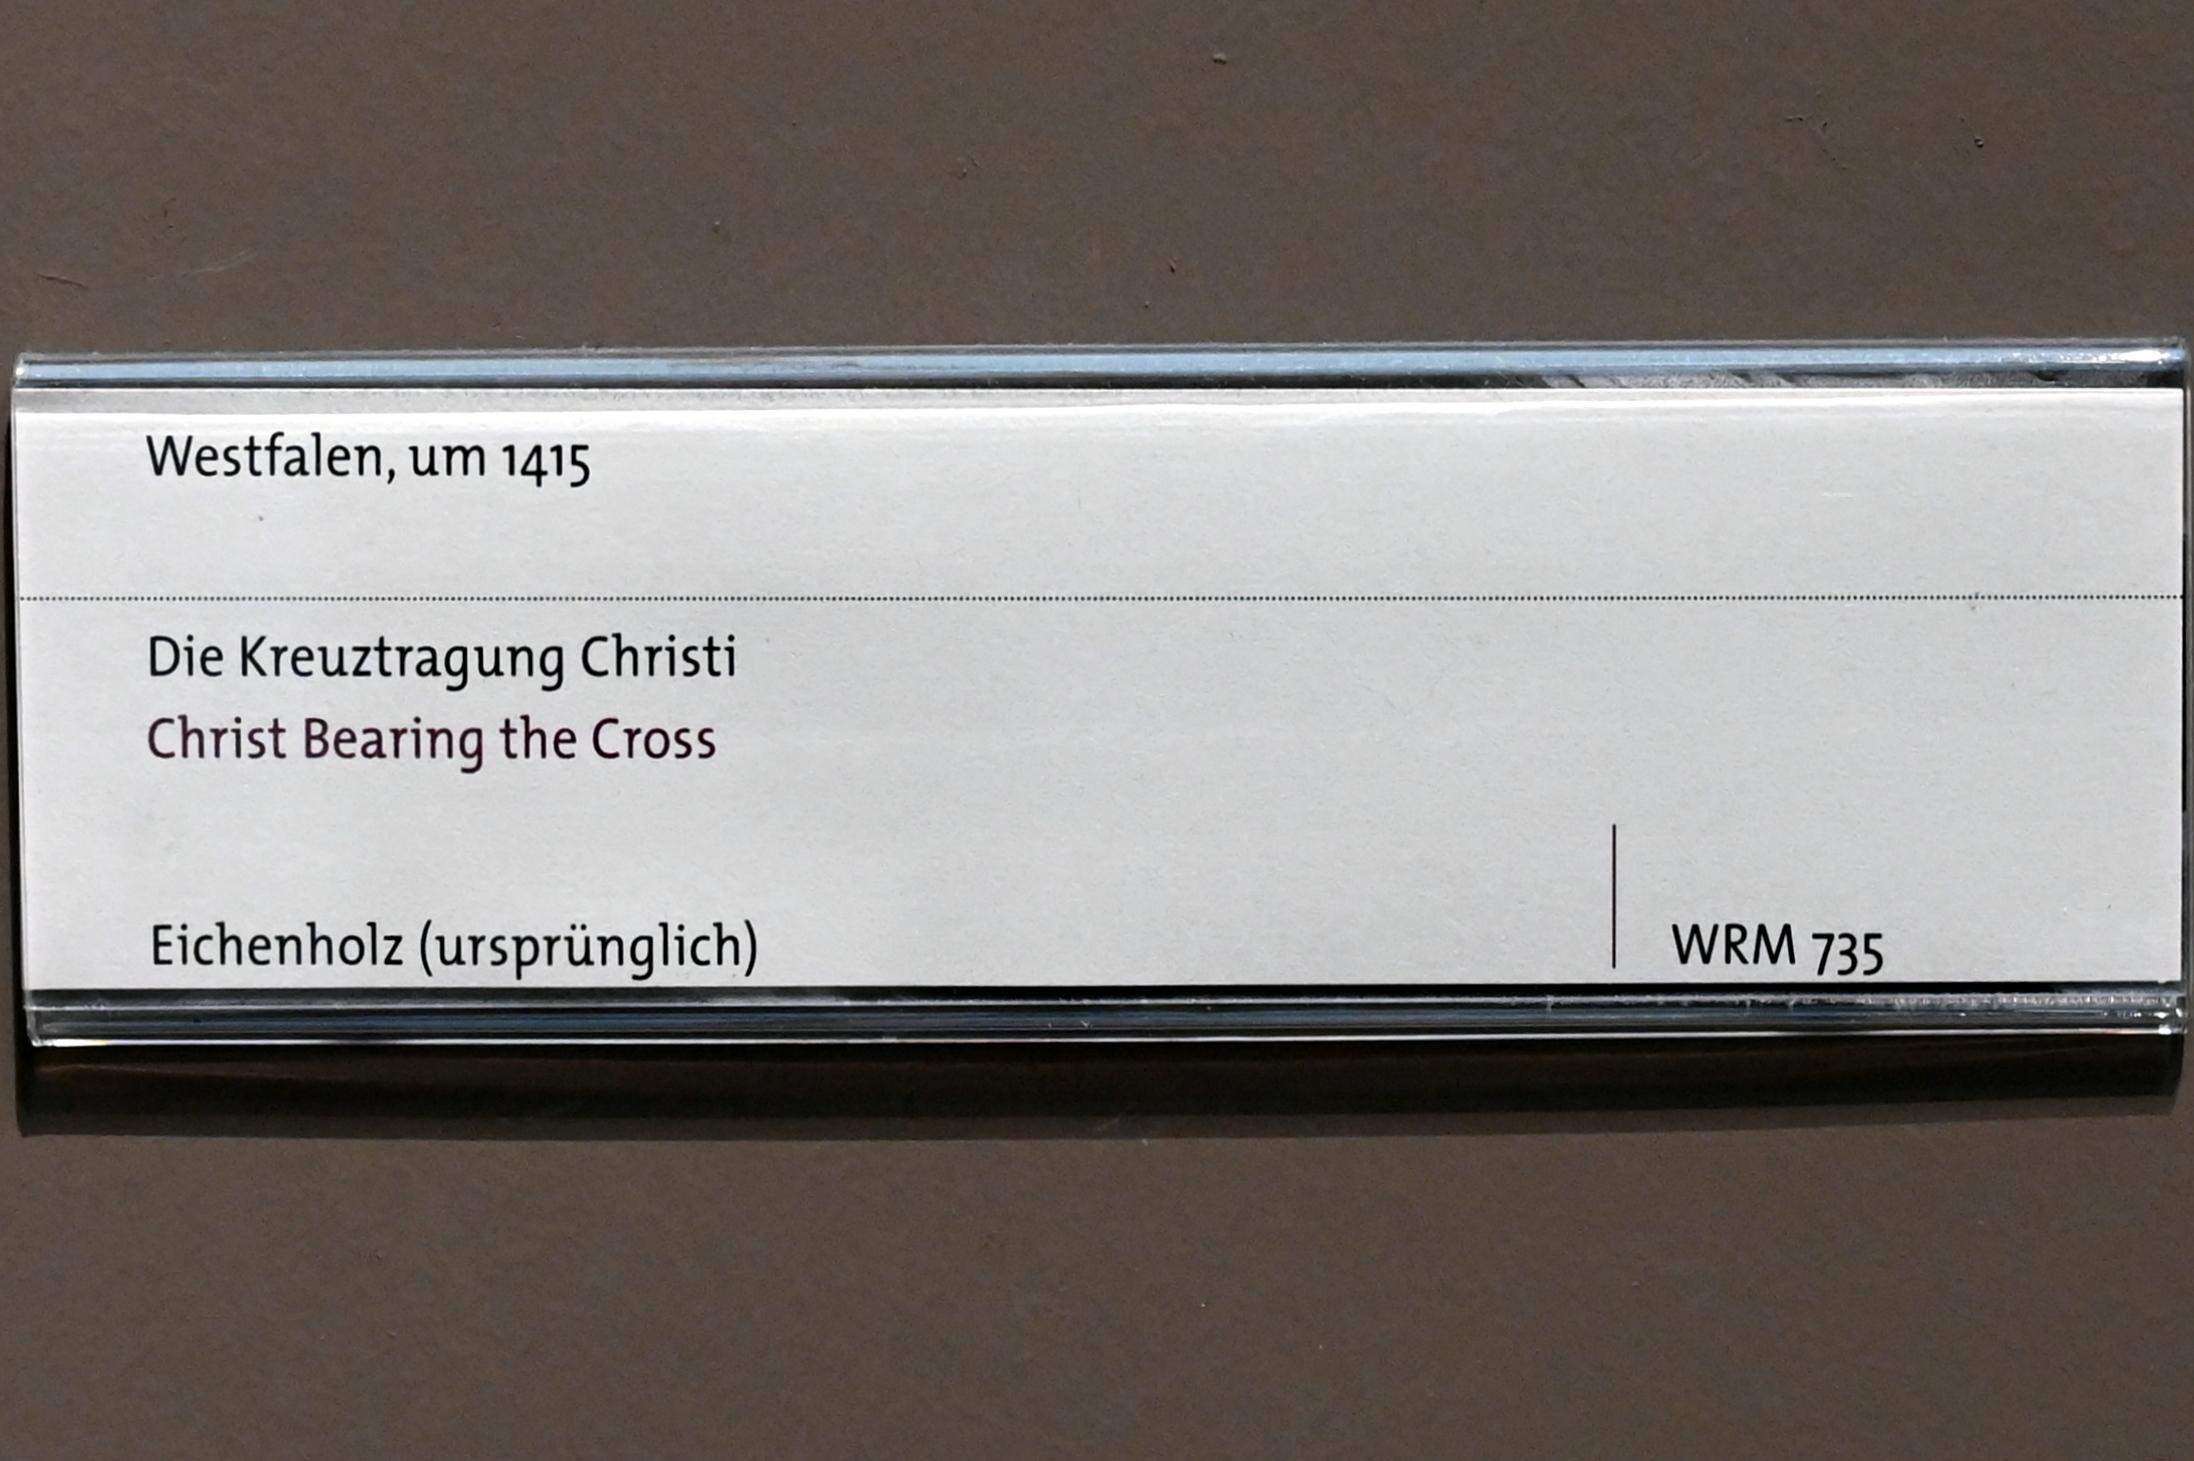 Westfalen, um 1415
Die Kreuztragung Christi
Christ Bearing the Cross
Eichenholz (ursprünglich)
WRM 735